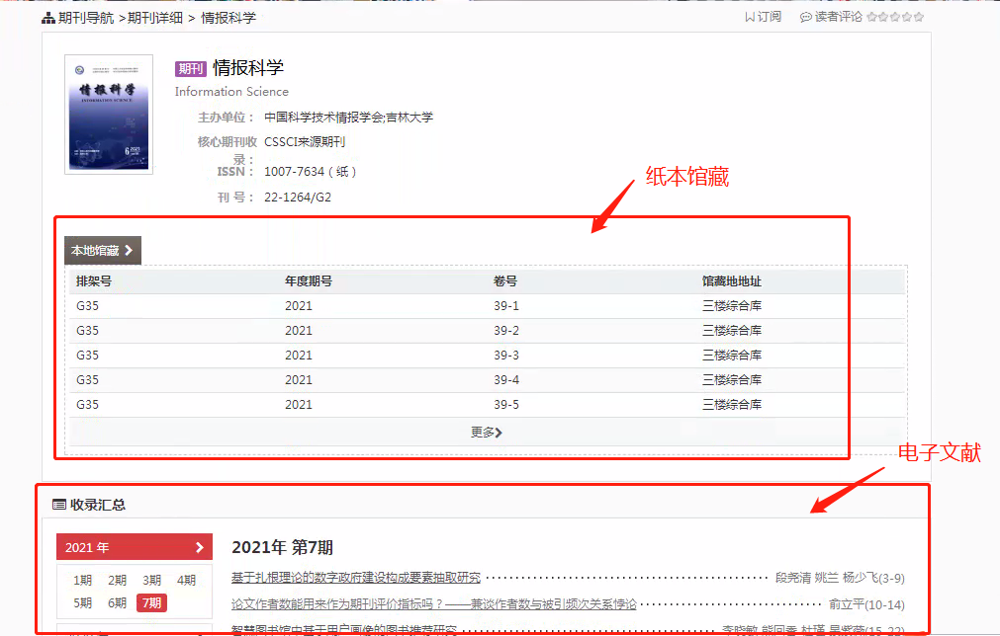 期刊导航 >期刊详细 > 情报科学
订阅 读者评论
情报科学
INFORMATION SCIENCE
期刊 情报科学
Information Science
主办单位： 中国科学技术情报学会;吉林大学
核心期刊收录： CSSCI来源期刊
ISSN： 1007-7634（纸）
刊 号： 22-1264/G2
纸本馆藏
本地馆藏
排架号 年度期号 卷号 馆藏地地址
G35 2021 39-1 三楼综合库
G35 2021 39-2 三楼综合库
G35 2021 39-3 三楼综合库
G35 2021 39-4 三楼综合库
G35 2021 39-5 三楼综合库
更多
电子文献
收录汇总
2021 年
1期 2期 3期 4期
5期 6期 7期
2021年 第7期
基于扎根理论的数字政府建设构成要素抽取研究 段尧清 姚兰 杨少飞(3-9)
论文作者数能用来作为期刊评价指标吗？——兼谈作者数与被引频次关系悖论 俞立平(10-14)
智慧图书馆中基于用户画像的图书推荐研究